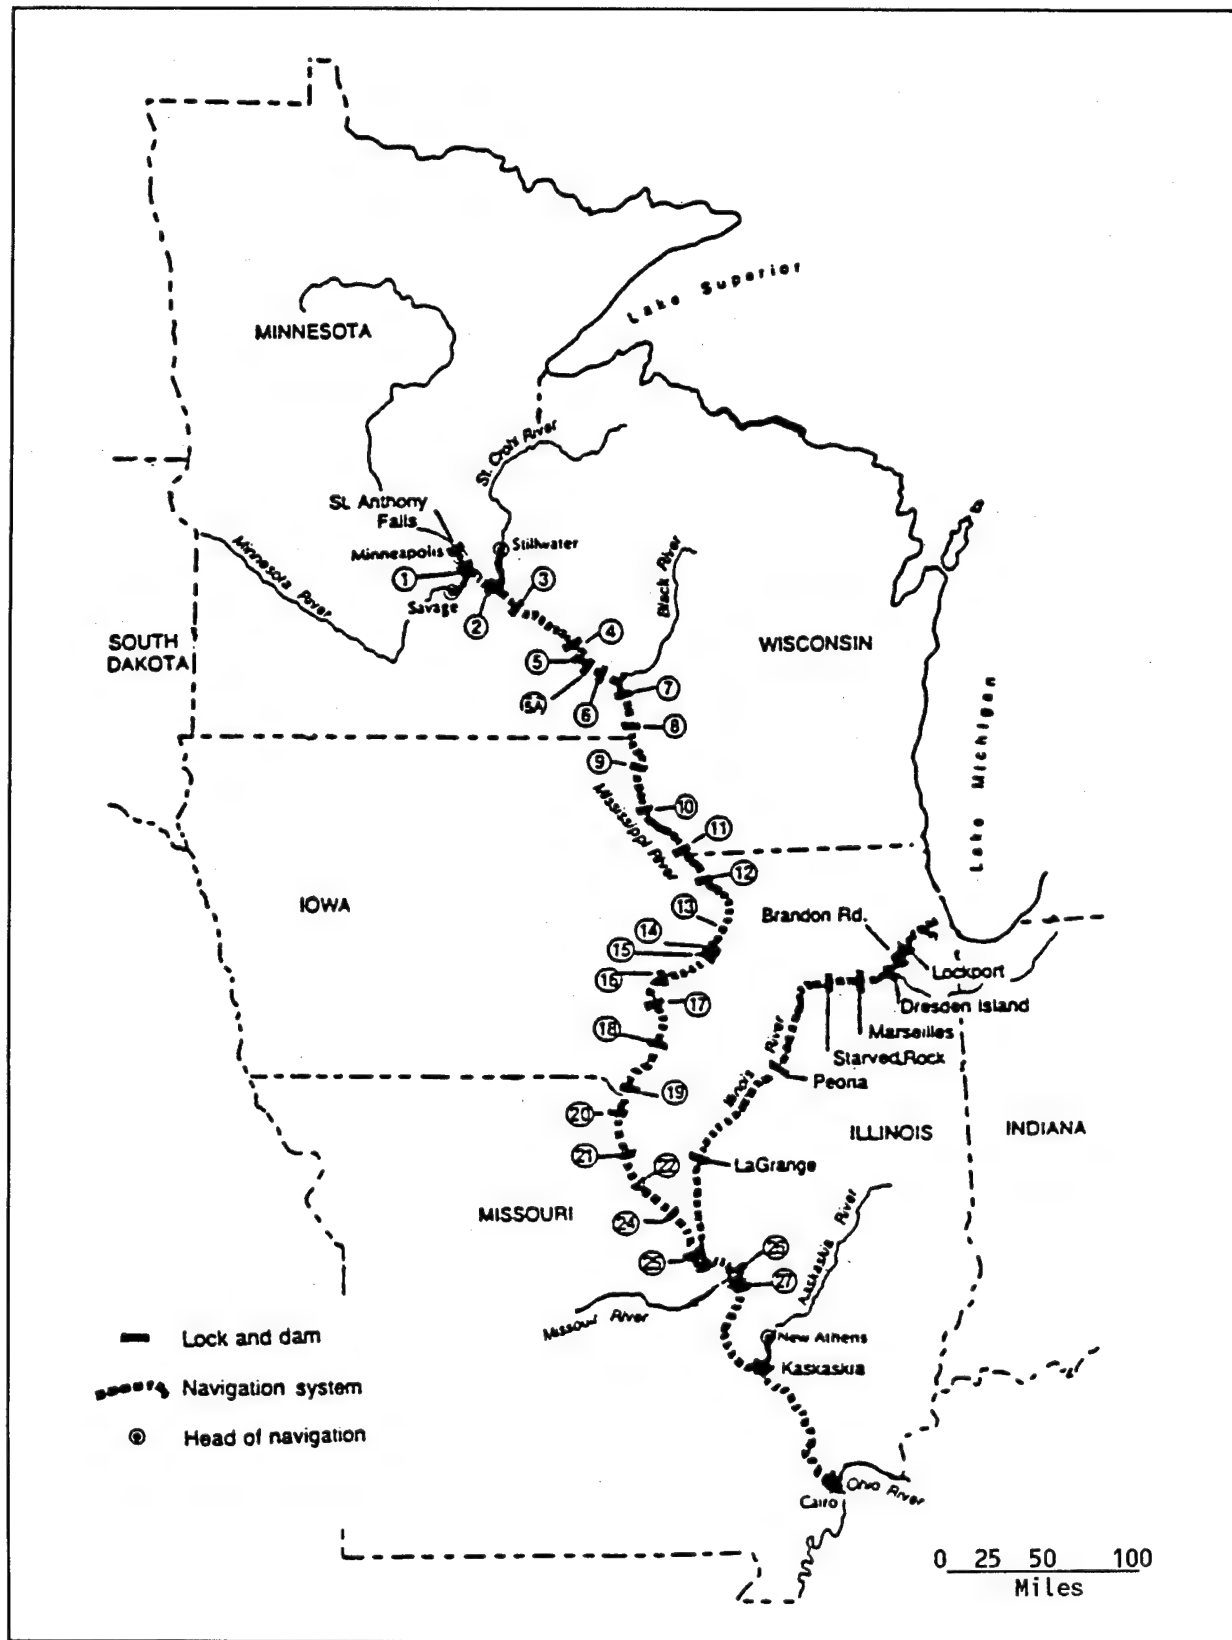 Lake Superior
MINNESOTA
St. Croix River
St. Anthony
Falls
Minneapolis
Stillwater
Minnesota River
1
3
Savage
2
Black River
4
SOUTH
DAKOTA
WISCONSIN
5
5A
6
7
8
Lake Michigan
9
Mississippi River
10
11
12
IOWA
13
Brandon Rd.
14
15
Lockport
16
17
Dresden Island
18
Marseilles
Starved Rock
Illinois River
Peoria
19
20
ILLINOIS
INDIANA
21
22
LaGrange
MISSOURI
24
Kaskaskia River
25
26
27
Missouri River
New Athens
Lock and dam
Kaskaskia
Navigation system
Head of navigation
Ohio River
Cairo
0 25 50 100
Miles